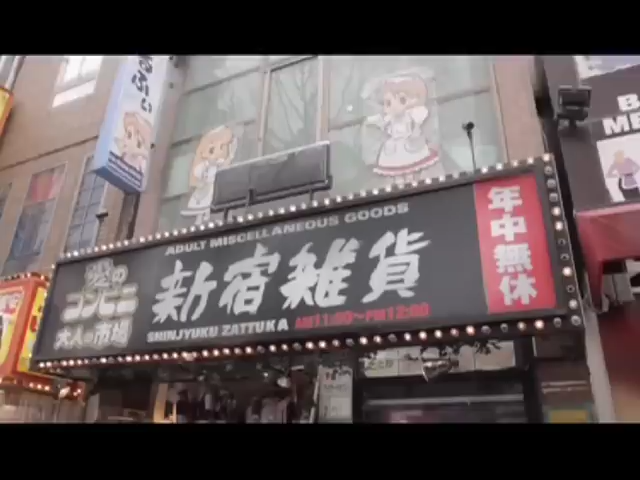 ADULT MISCELLANEOUS GOODS
愛の
コンビニ
大人の市場
新宿雑貨
SHINJYUKU ZATTUKA AM11:00～PM12:00
年中無休